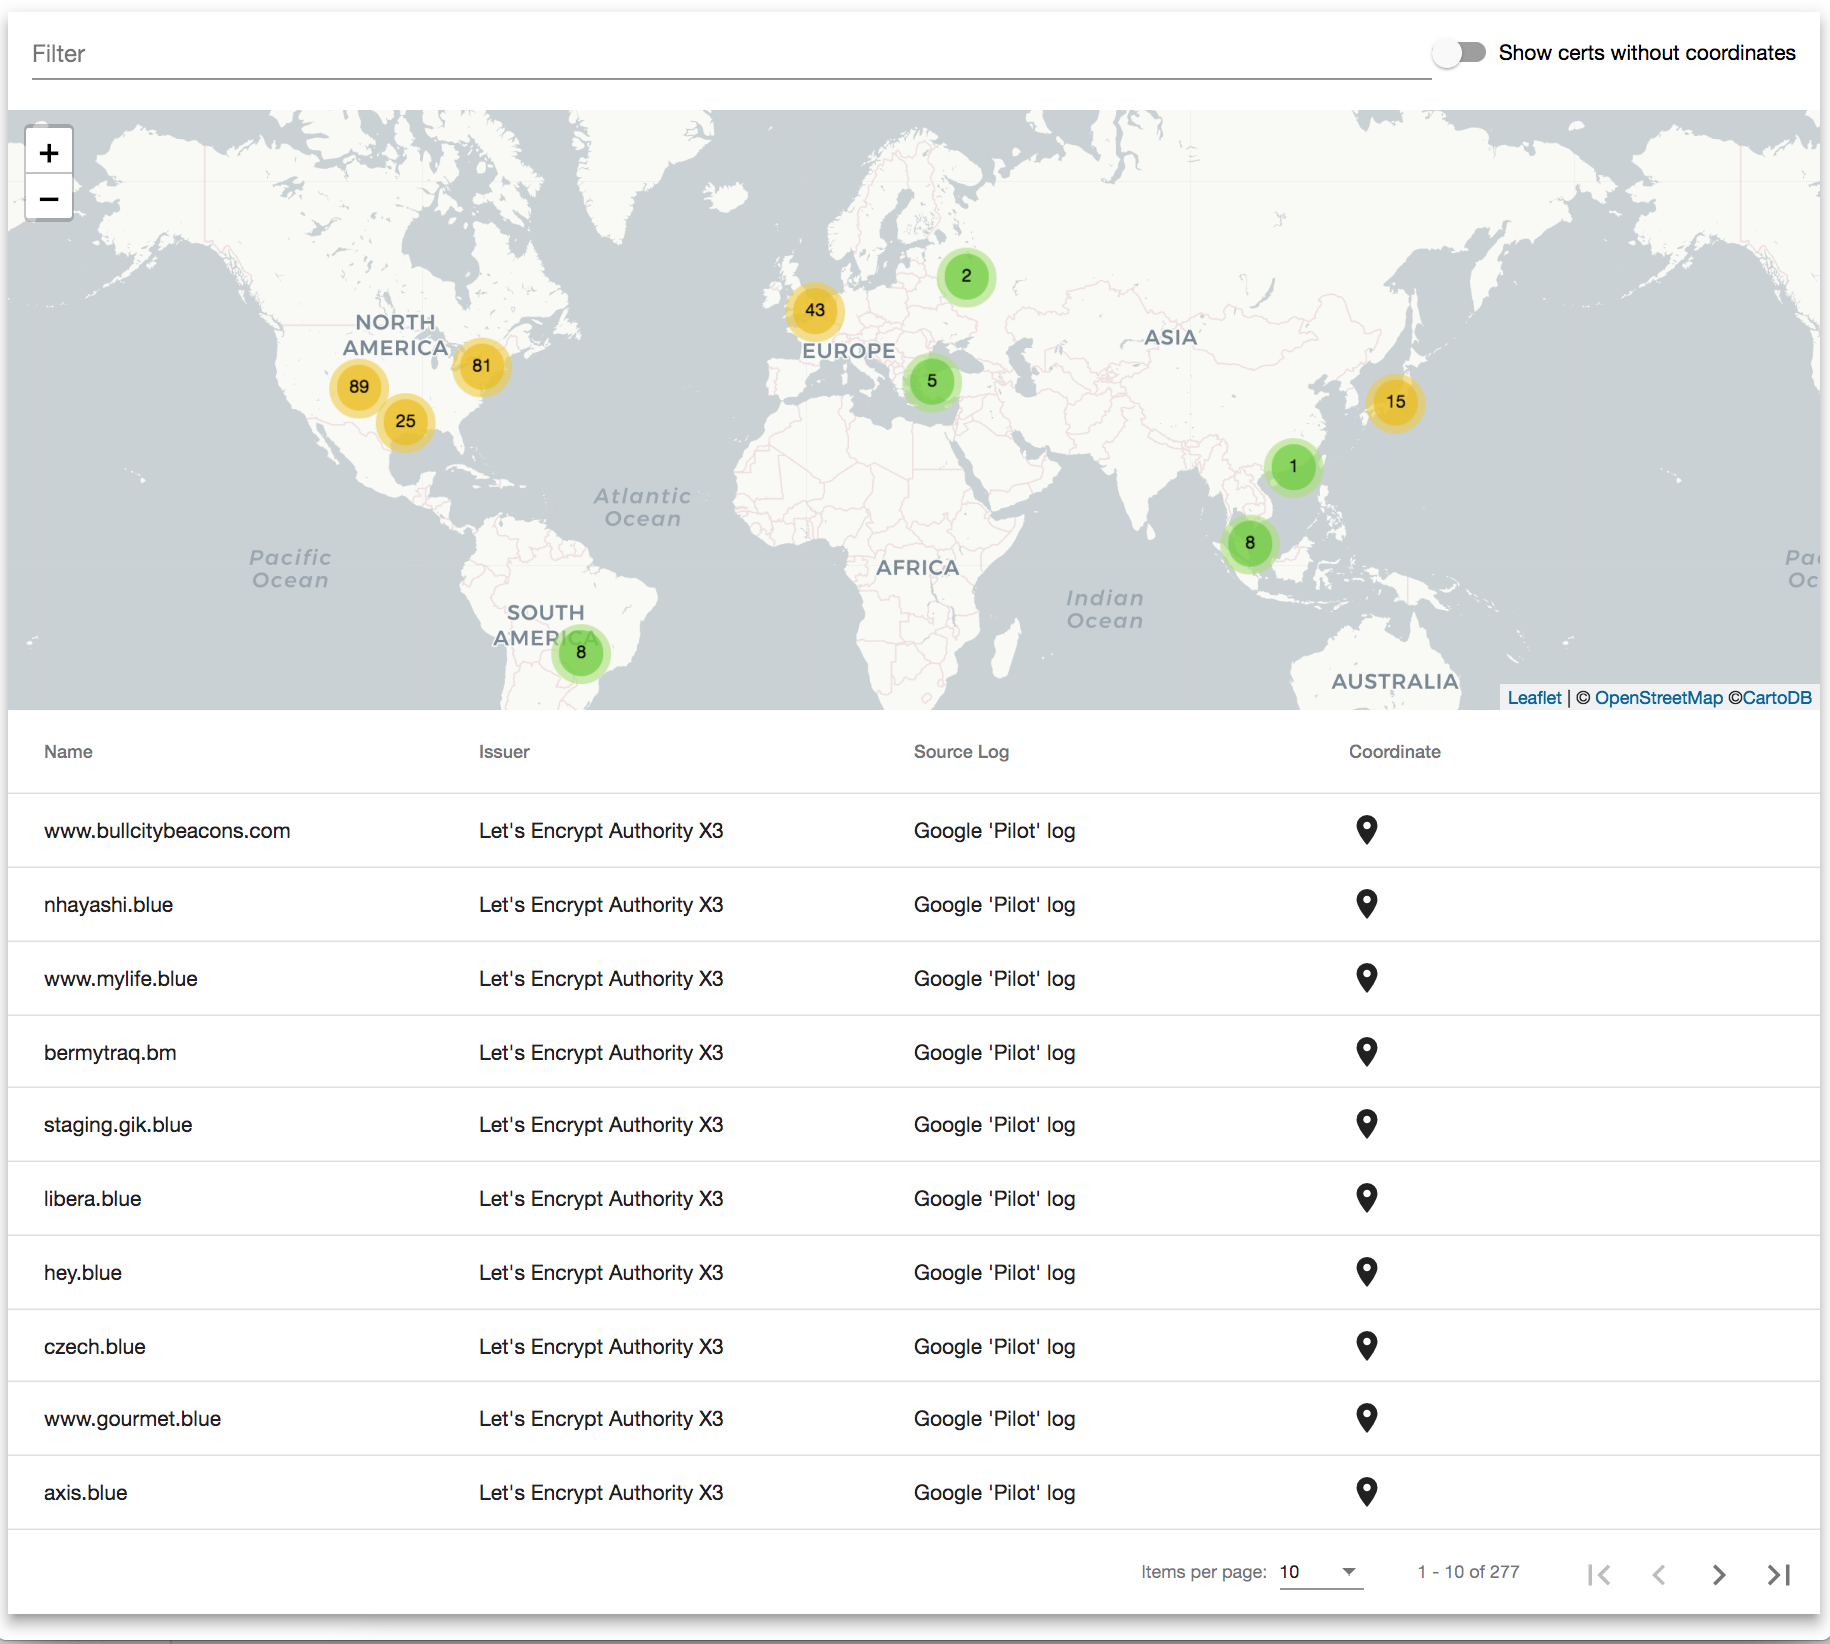 Filter
Show certs without coordinates
+
−
2
43
NORTH
AMERICA
ASIA
EUROPE
81
5
89
15
25
1
Atlantic
Ocean
8
Pacific
Ocean
Pac
Oc
AFRICA
Indian
Ocean
SOUTH
AMERICA
8
AUSTRALIA
Leaflet | © OpenStreetMap ©CartoDB
Name Issuer Source Log Coordinate
www.bullcitybeacons.com Let's Encrypt Authority X3 Google 'Pilot' log
nhayashi.blue Let's Encrypt Authority X3 Google 'Pilot' log
www.mylife.blue Let's Encrypt Authority X3 Google 'Pilot' log
bermytraq.bm Let's Encrypt Authority X3 Google 'Pilot' log
staging.gik.blue Let's Encrypt Authority X3 Google 'Pilot' log
libera.blue Let's Encrypt Authority X3 Google 'Pilot' log
hey.blue Let's Encrypt Authority X3 Google 'Pilot' log
czech.blue Let's Encrypt Authority X3 Google 'Pilot' log
www.gourmet.blue Let's Encrypt Authority X3 Google 'Pilot' log
axis.blue Let's Encrypt Authority X3 Google 'Pilot' log
Items per page: 10 1 - 10 of 277